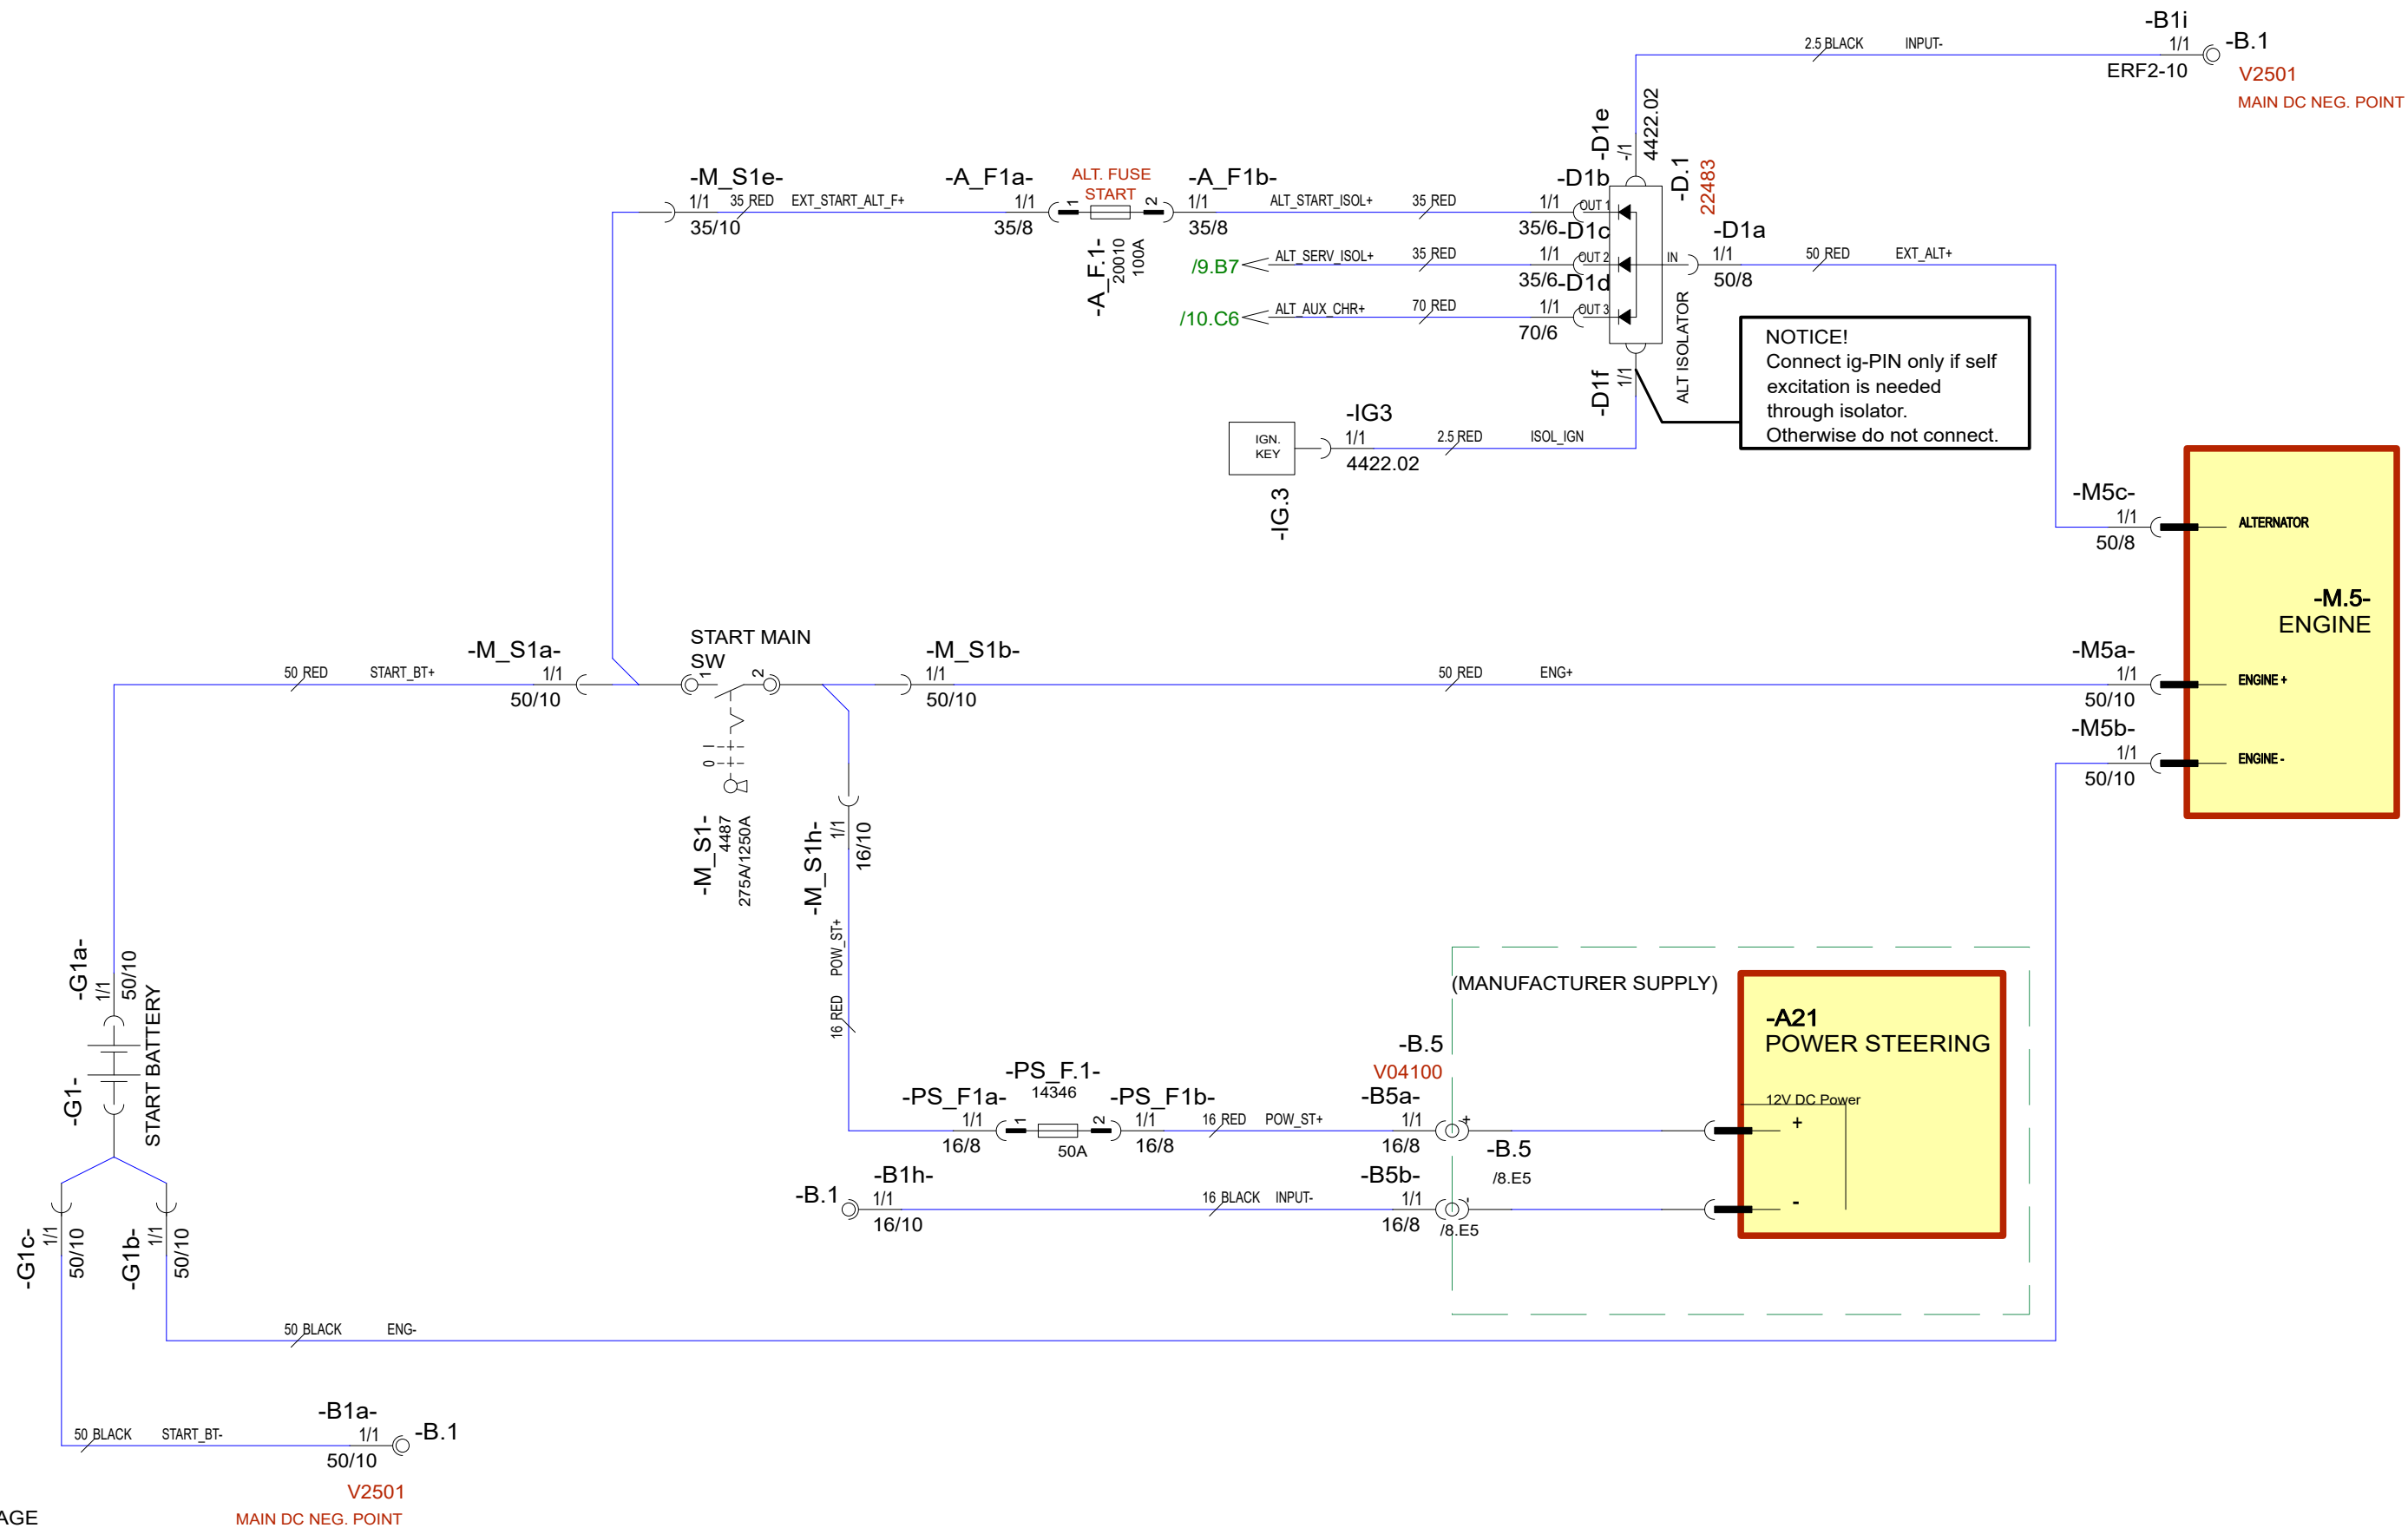 -B1i
1/1
ERF2-10
-B.1
V2501
MAIN DC NEG. POINT
2.5 BLACK INPUT-
-D1e
-/1
4422.02
-D.1
22483
-M_S1e-
1/1
35/10
35 RED EXT_START_ALT_F+
-A_F1a-
1/1
35/8
ALT. FUSE
START
1
2
-A_F.1-
20010
100A
-A_F1b-
1/1
35/8
ALT_START_ISOL+ 35 RED
-D1b
1/1
35/6
OUT 1
/9.B7
ALT_SERV_ISOL+ 35 RED
-D1c
1/1
35/6
OUT 2
/10.C6
ALT_AUX_CHR+ 70 RED
-D1d
1/1
70/6
OUT 3
IN
-D1a
1/1
50/8
50 RED EXT_ALT+
ALT ISOLATOR
-D1f
1/1
NOTICE!
Connect ig-PIN only if self
excitation is needed
through isolator.
Otherwise do not connect.
IGN.
KEY
-IG.3
-IG3
1/1
4422.02
2.5 RED ISOL_IGN
-M5c-
1/1
50/8
ALTERNATOR
-M.5-
ENGINE
-M5a-
1/1
50/10
ENGINE +
-M5b-
1/1
50/10
ENGINE -
50 RED START_BT+
-M_S1a-
1/1
50/10
START MAIN
SW
1
2
0 I
-M_S1-
4487
275A/1250A
-M_S1b-
1/1
50/10
50 RED ENG+
-M_S1h-
1/1
16/10
16 RED POW_ST+
-G1a-
1/1
50/10
-G1-
START BATTERY
(MANUFACTURER SUPPLY)
-A21
POWER STEERING
12V DC Power
+
-
-PS_F1a-
1/1
16/8
-PS_F.1-
14346
1
2
50A
-PS_F1b-
1/1
16/8
16 RED POW_ST+
-B.5
V04100
-B5a-
1/1
16/8
+
-B.5
/8.E5
-B.1
-B1h-
1/1
16/10
16 BLACK INPUT-
-B5b-
1/1
16/8
-
/8.E5
-G1c-
1/1
50/10
-G1b-
1/1
50/10
50 BLACK ENG-
50 BLACK START_BT-
-B1a-
1/1
50/10
-B.1
V2501
MAIN DC NEG. POINT
AGE